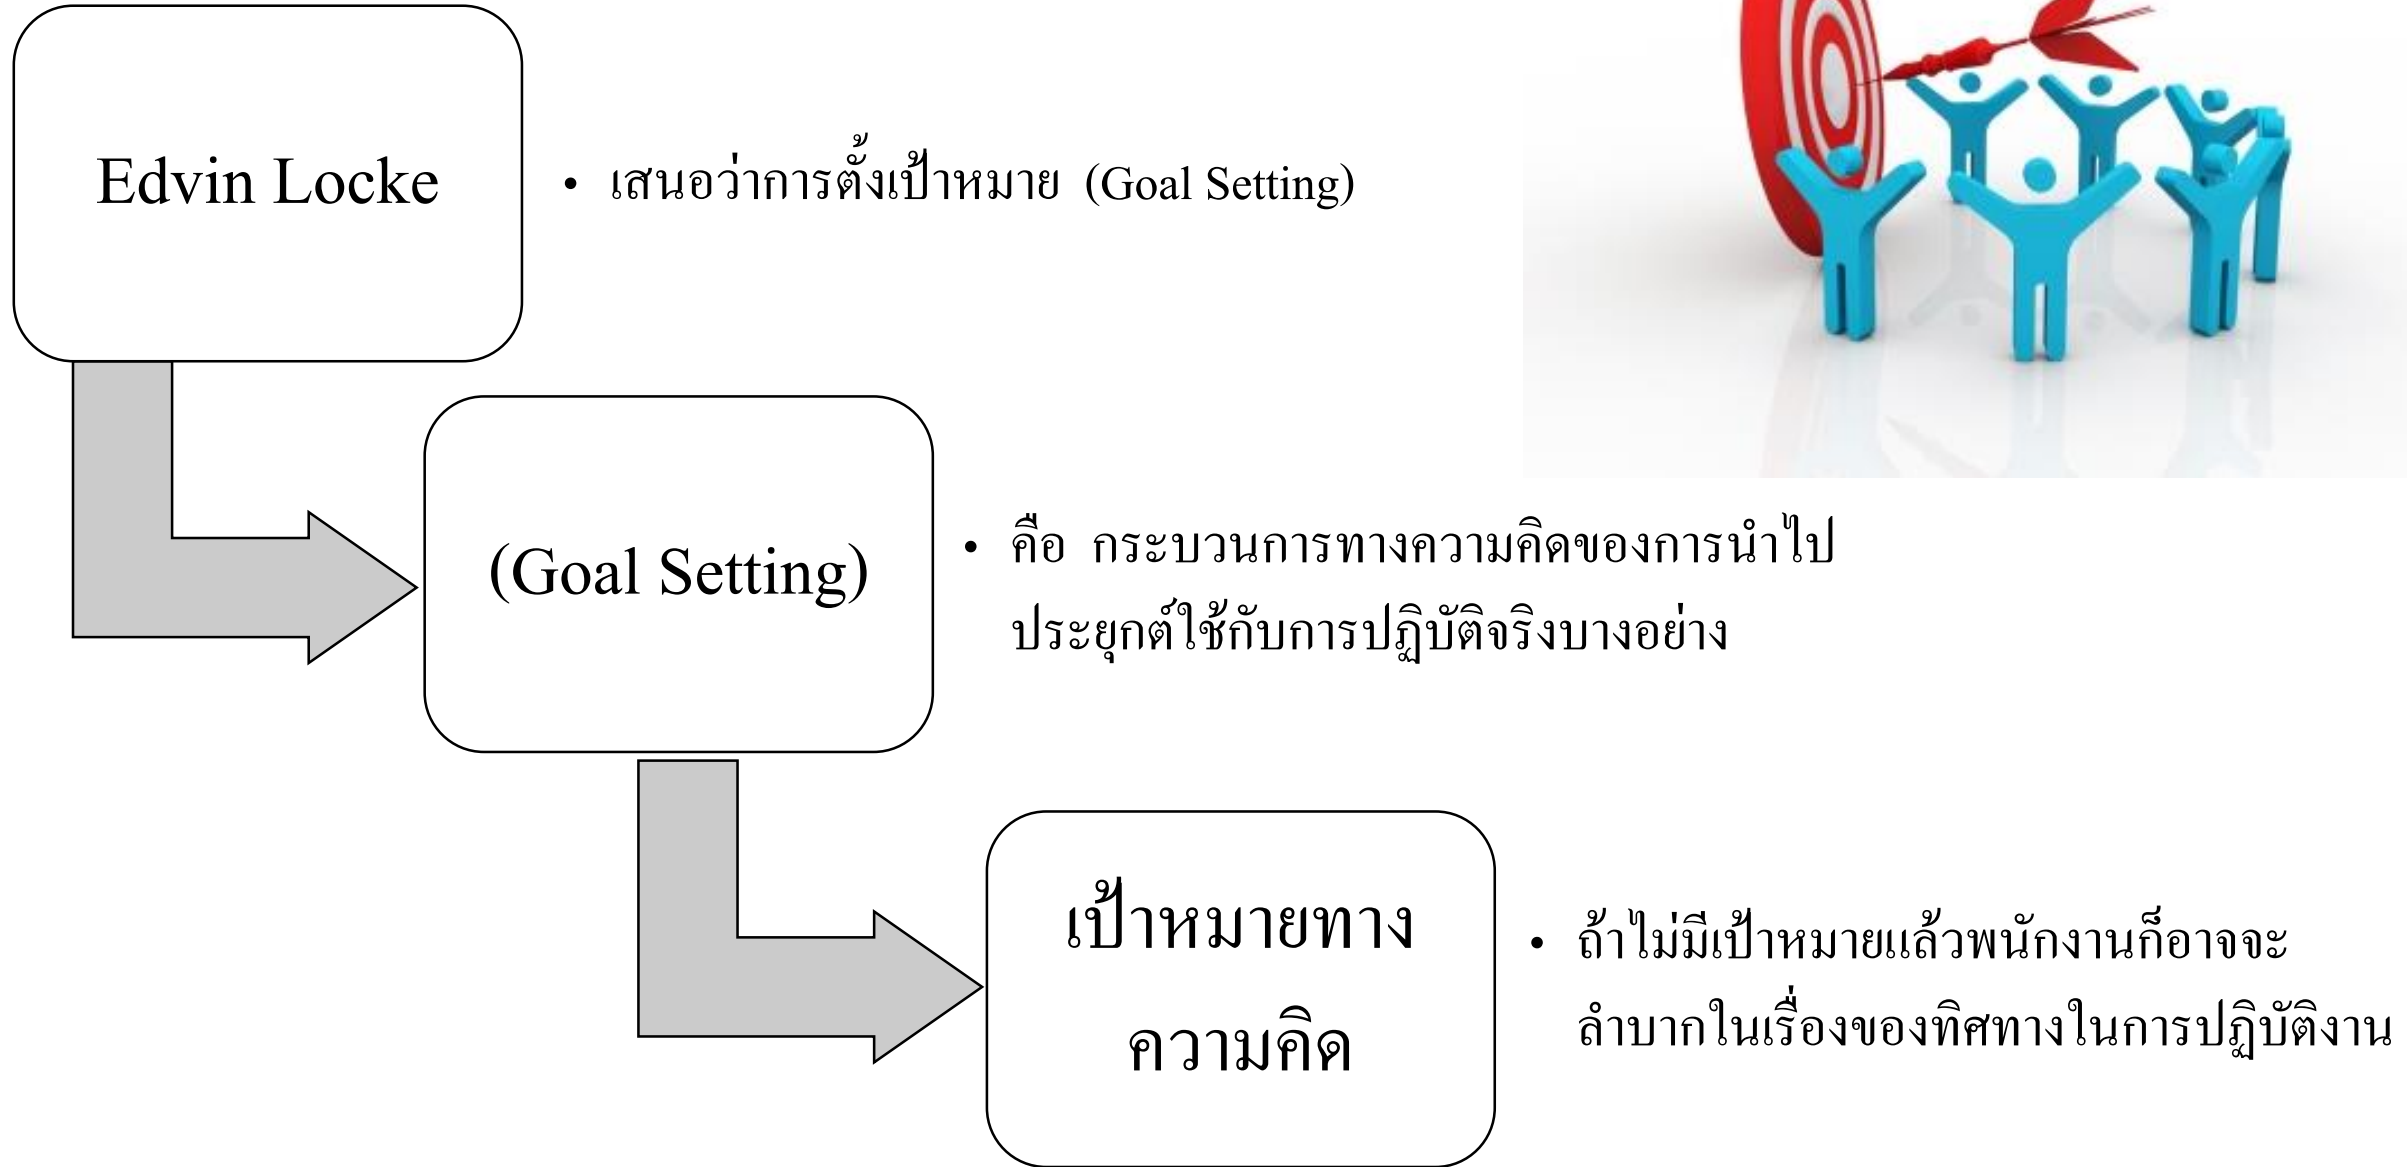 Edvin Locke
• เสนอว่าการตั้งเป้าหมาย (Goal Setting)
(Goal Setting)
• คือ กระบวนการทางความคิดของการนำไป
ประยุกต์ใช้กับการปฏิบัติจริงบางอย่าง
เป้าหมายทาง
ความคิด
• ถ้าไม่มีเป้าหมายแล้วพนักงานก็อาจจะ
ลำบากในเรื่องของทิศทางในการปฏิบัติงาน